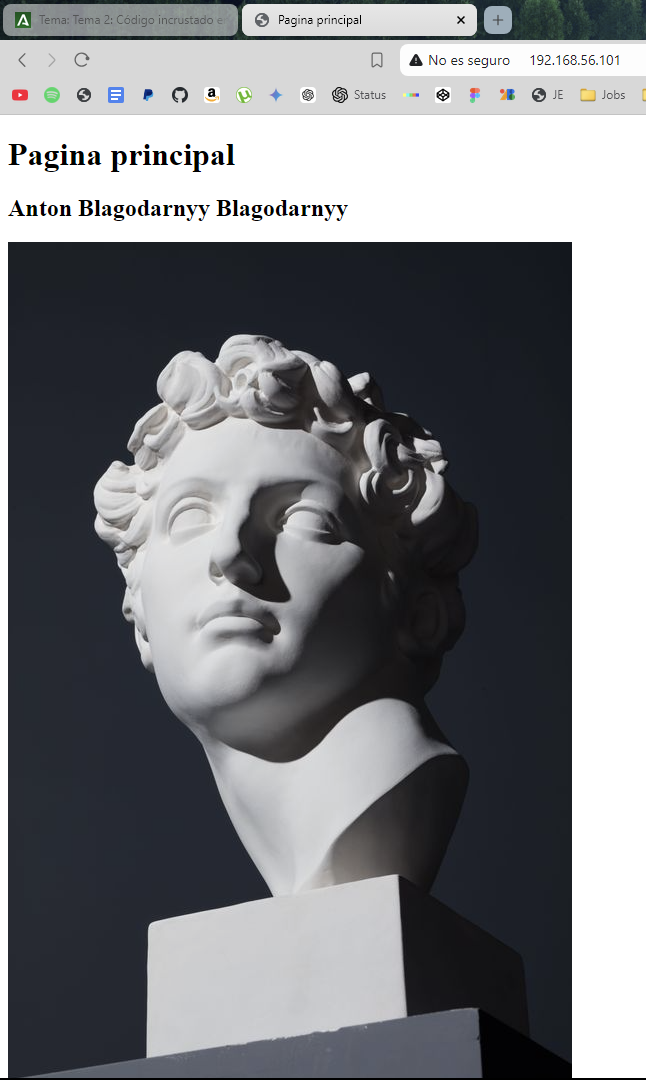 Tema: Tema 2: Código incrustado e
Pagina principal
No es seguro 192.168.56.101
Status JE Jobs
Pagina principal
Anton Blagodarnyy Blagodarnyy